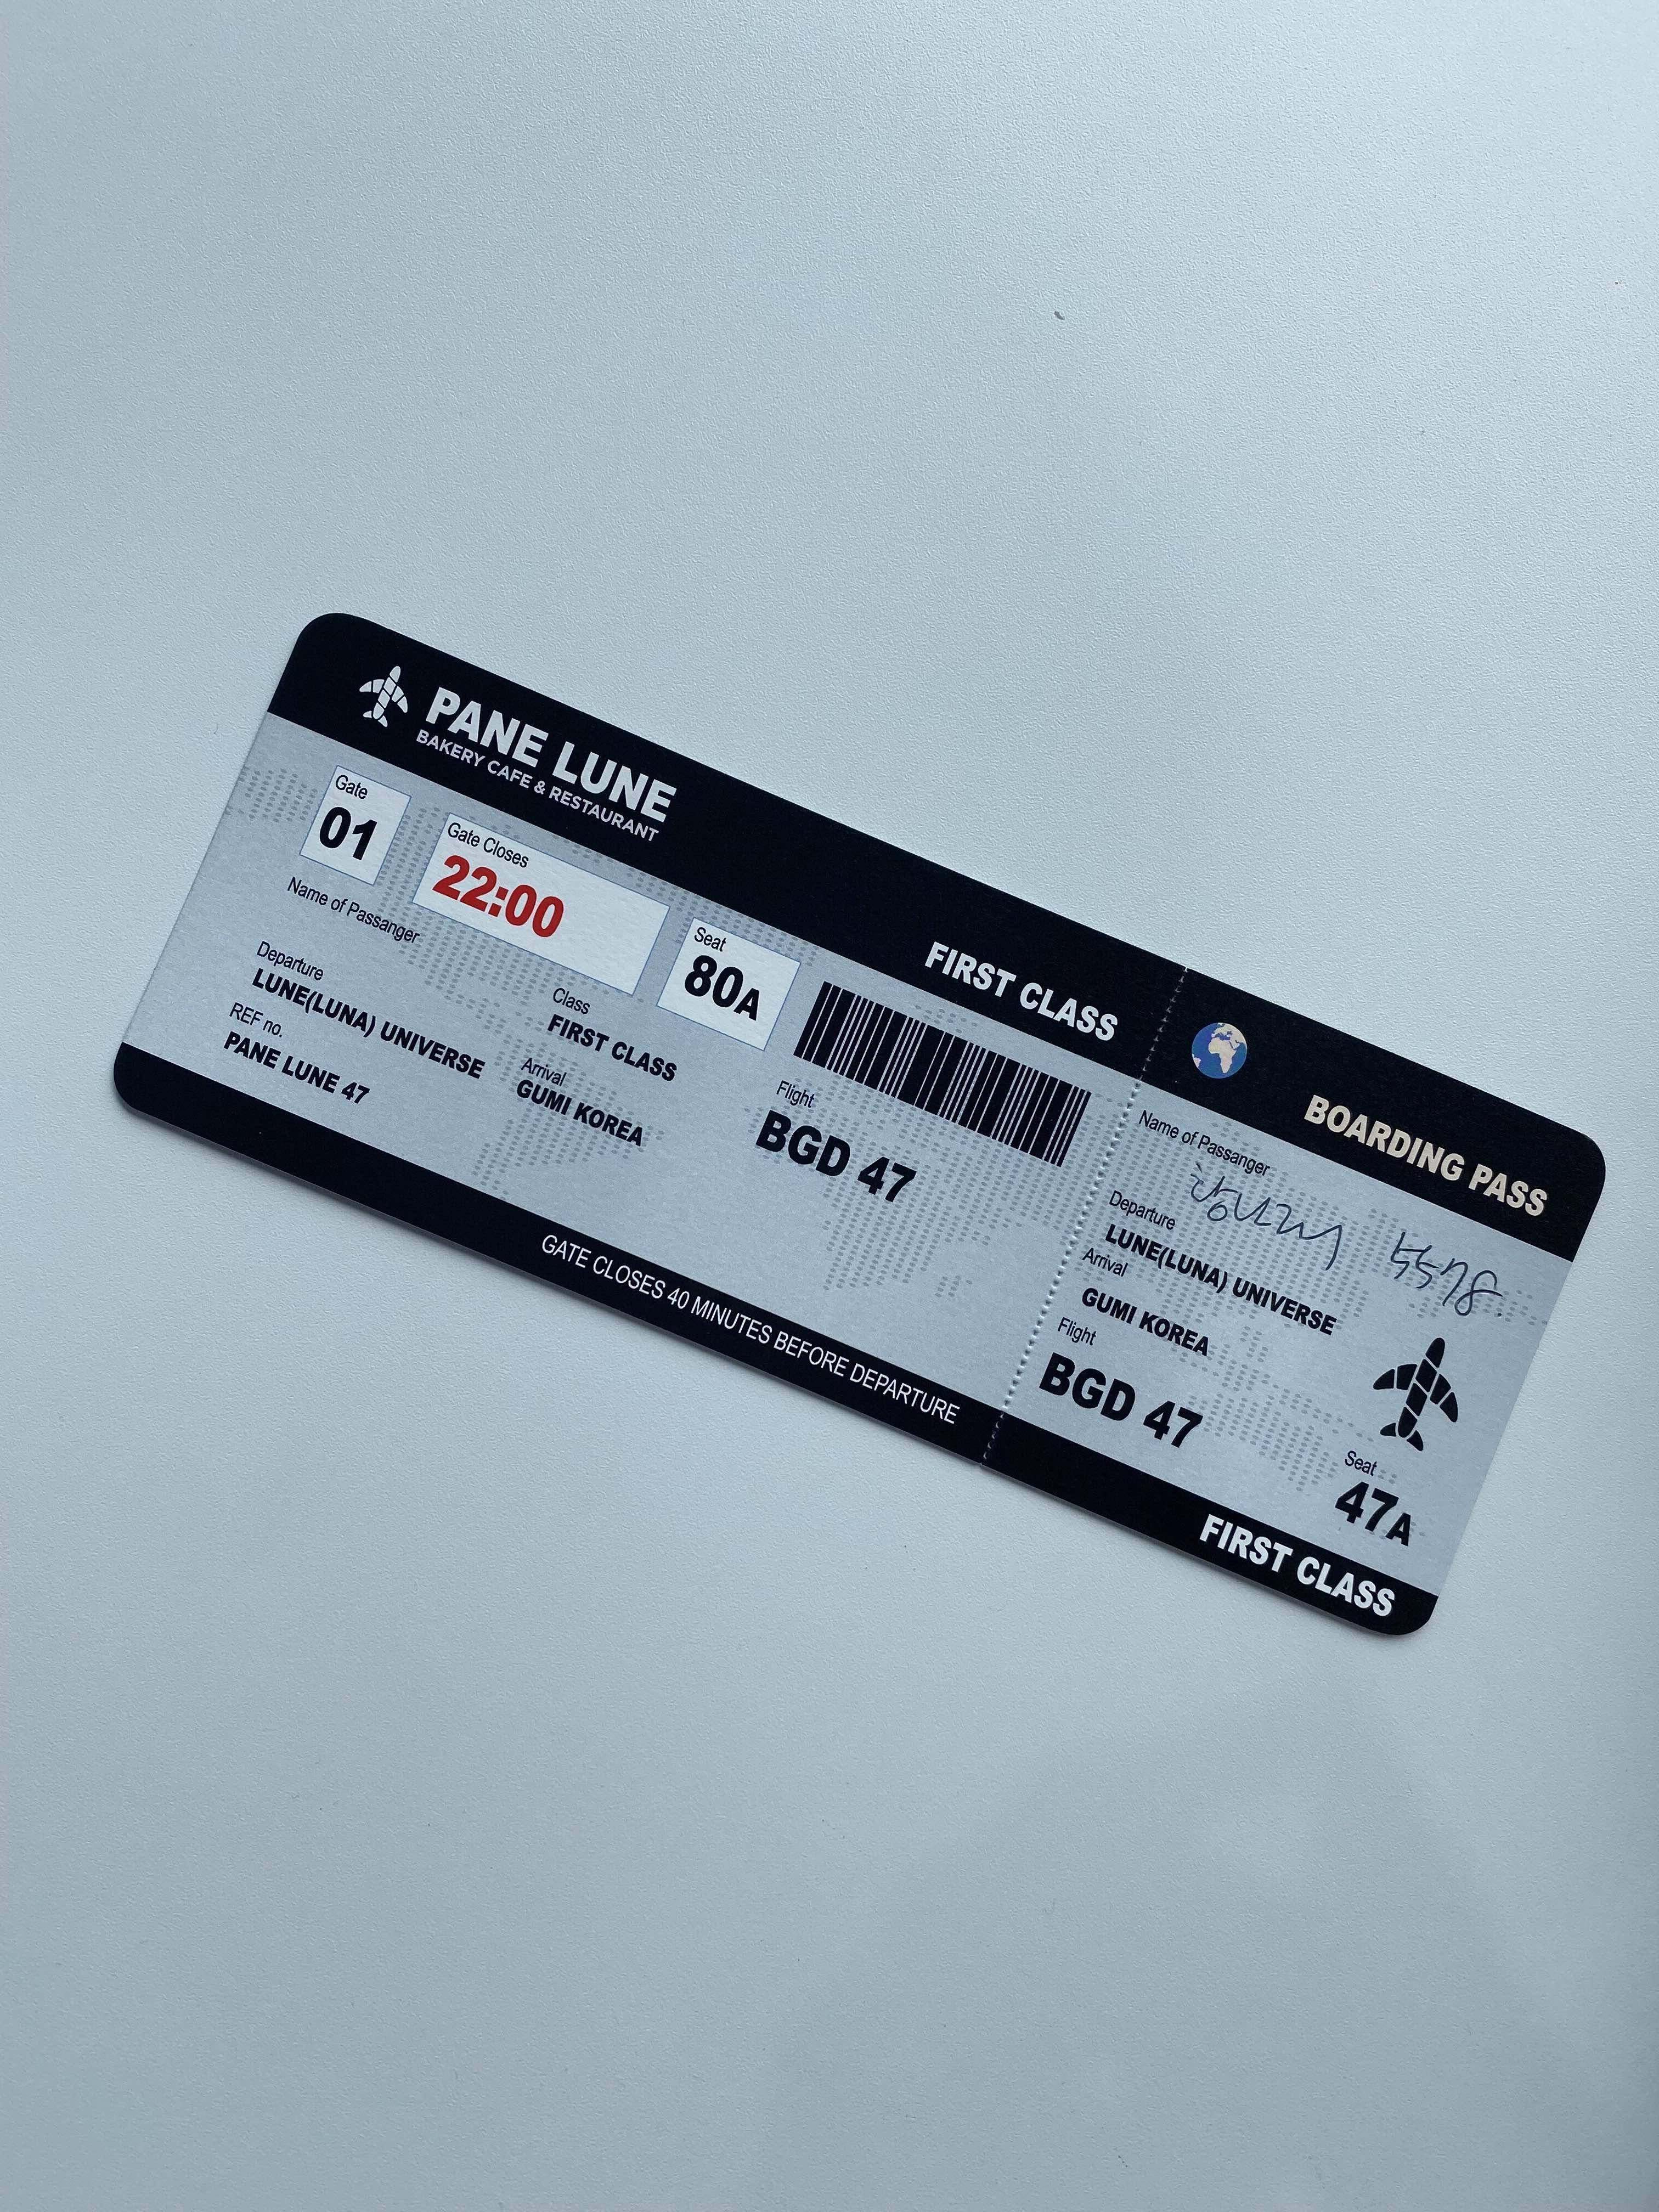 PANE LUNE
BAKERY CAFE & RESTAURANT
FIRST CLASS
Gate
01
Gate Closes
22:00
Seat
80A
Name of Passanger
Class
FIRST CLASS
Departure
LUNE(LUNA) UNIVERSE
Arrival
GUMI KOREA
REF no.
PANE LUNE 47
Flight
BGD 47
GATE CLOSES 40 MINUTES BEFORE DEPARTURE
BOARDING PASS
Name of Passanger
5578
Departure
LUNE(LUNA) UNIVERSE
Arrival
GUMI KOREA
Flight
BGD 47
Seat
47A
FIRST CLASS